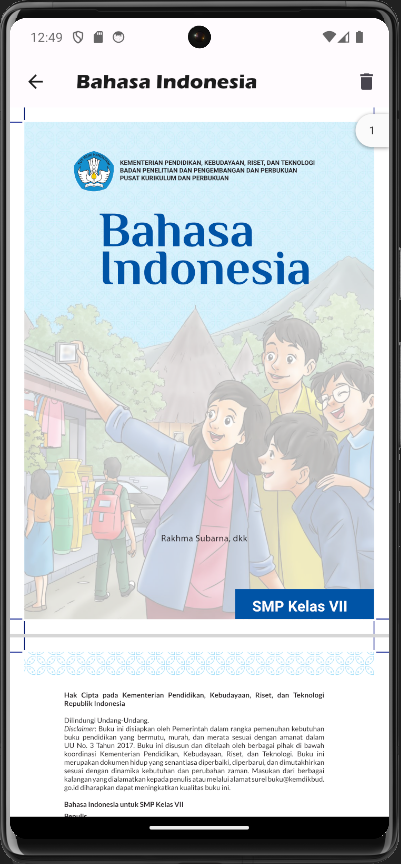 12:49
Bahasa Indonesia
1
KEMENTERIAN PENDIDIKAN, KEBUDAYAAN, RISET, DAN TEKNOLOGI
BADAN PENELITIAN DAN PENGEMBANGAN DAN PERBUKUAN
PUSAT KURIKULUM DAN PERBUKUAN
Bahasa
Indonesia
Rakhma Subarna, dkk
SMP Kelas VII
Hak Cipta pada Kementerian Pendidikan, Kebudayaan, Riset, dan Teknologi
Republik Indonesia
Dilindungi Undang-Undang.
Disclaimer: Buku ini disiapkan oleh Pemerintah dalam rangka pemenuhan kebutuhan
buku pendidikan yang bermutu, murah, dan merata sesuai dengan amanat dalam
UU No. 3 Tahun 2017. Buku ini disusun dan ditelaah oleh berbagai pihak di bawah
koordinasi Kementerian Pendidikan, Kebudayaan, Riset, dan Teknologi. Buku ini
merupakan dokumen hidup yang senantiasa diperbaiki, diperbarui, dan dimutakhirkan
sesuai dengan dinamika kebutuhan dan perubahan zaman. Masukan dari berbagai
kalangan yang dialamatkan kepada penulis atau melalui alamat surel buku@kemdikbud.
go.id diharapkan dapat meningkatkan kualitas buku ini.
Bahasa Indonesia untuk SMP Kelas VII
Penulis